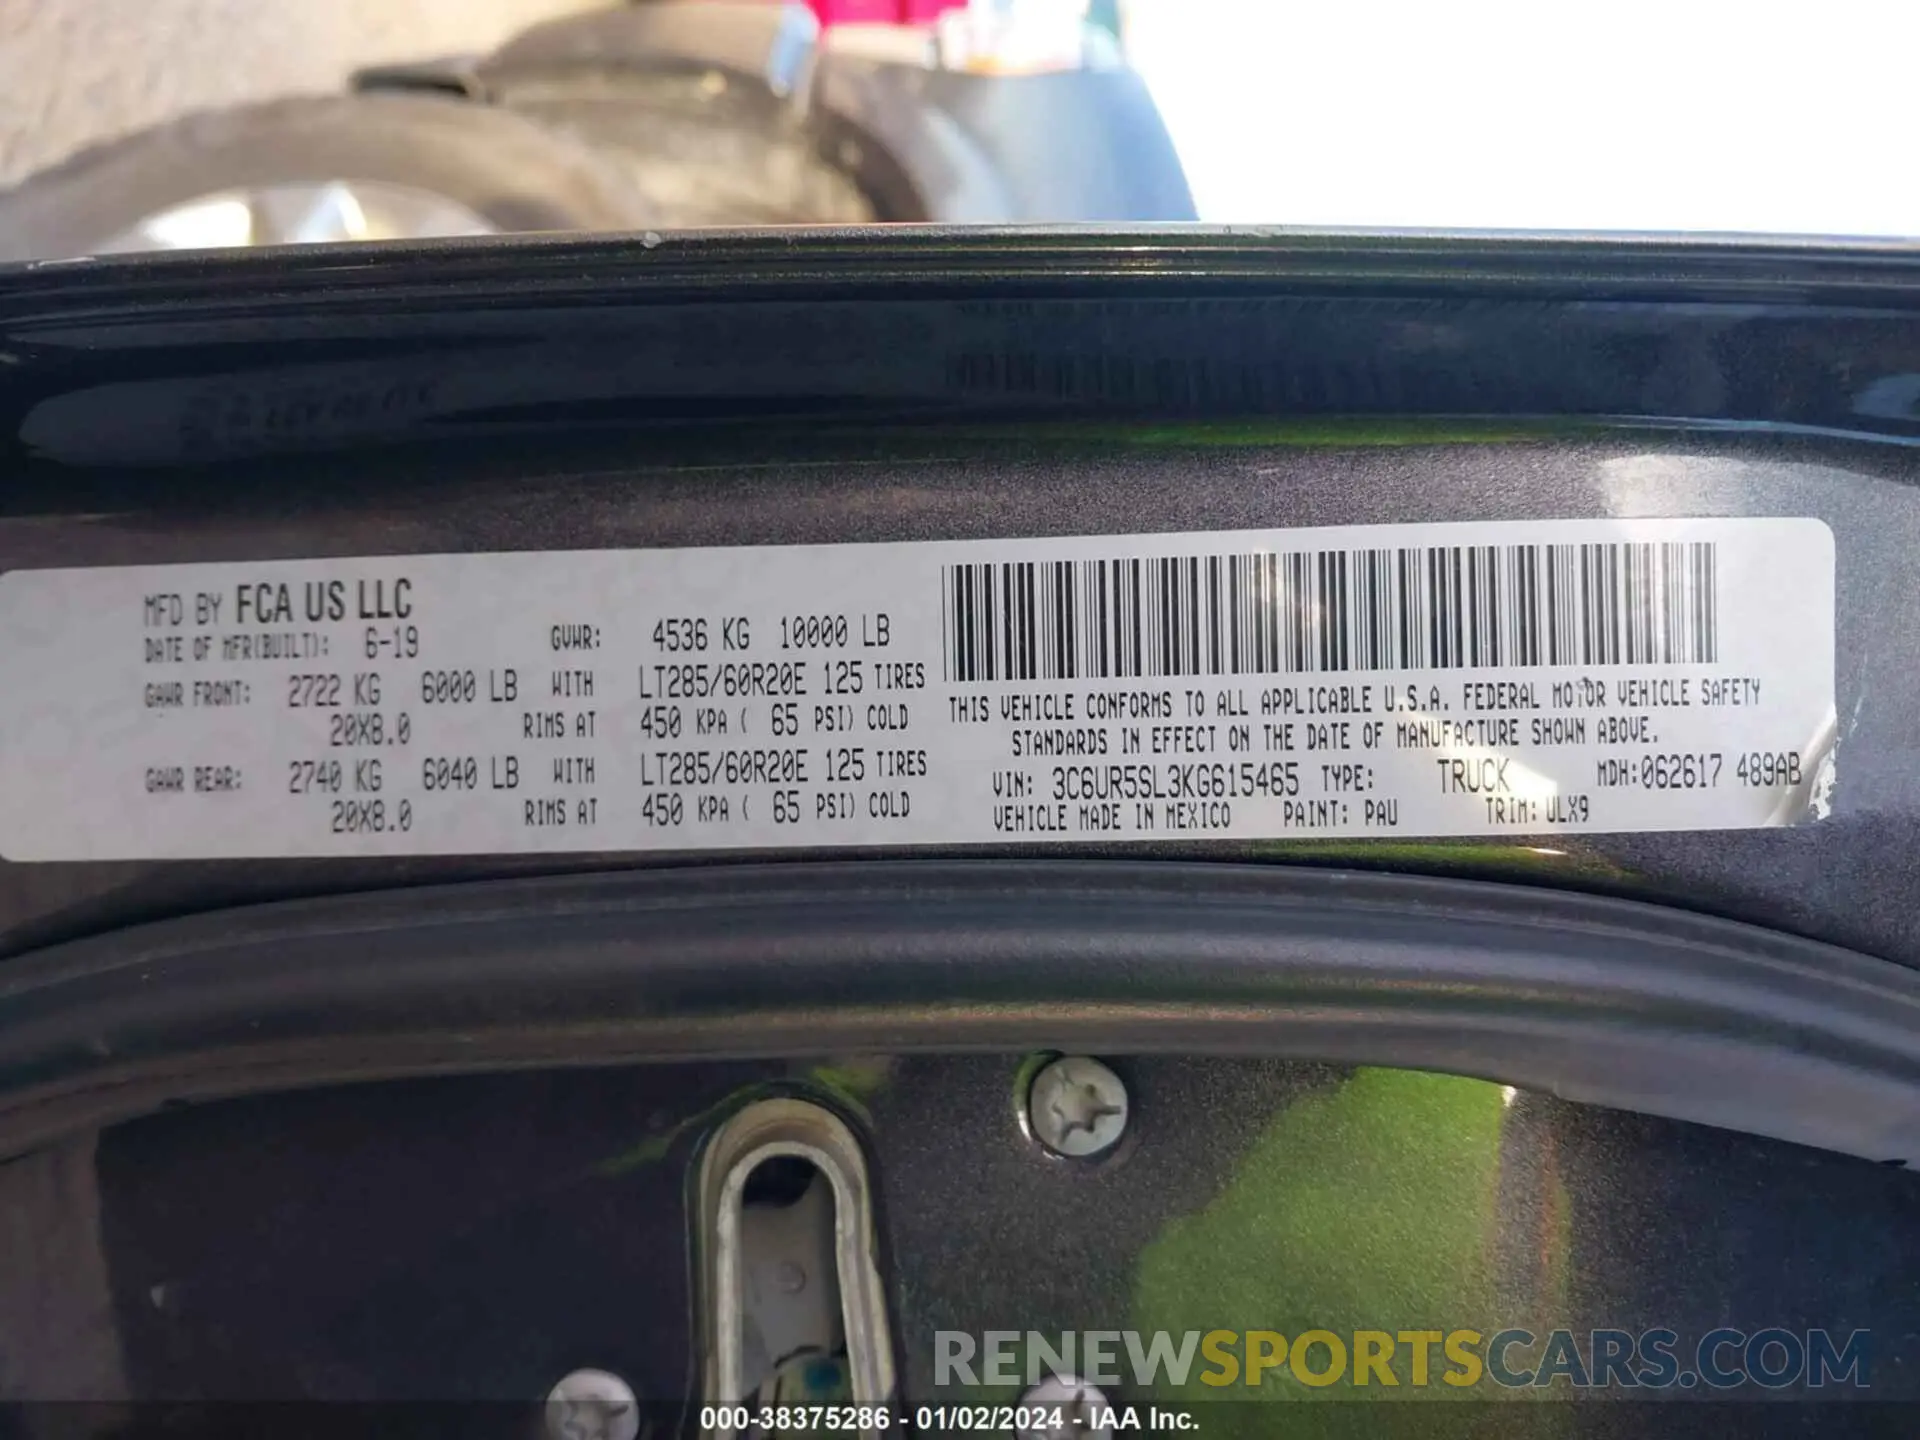 MFD BY FCA US LLC
DATE OF MFR(BUILT): 6-19 GVWR: 4536 KG 10000 LB
GAWR FRONT: 2722 KG 6000 LB WITH LT285/60R20E 125 TIRES
20X8.0 RIMS AT 450 KPA ( 65 PSI) COLD
GAWR REAR: 2740 KG 6040 LB WITH LT285/60R20E 125 TIRES
20X8.0 RIMS AT 450 KPA ( 65 PSI) COLD
THIS VEHICLE CONFORMS TO ALL APPLICABLE U.S.A. FEDERAL MOTOR VEHICLE SAFETY
STANDARDS IN EFFECT ON THE DATE OF MANUFACTURE SHOWN ABOVE.
VIN: 3C6UR5SL3KG615465 TYPE: TRUCK MDH:062617 489AB
VEHICLE MADE IN MEXICO PAINT: PAU TRIM: ULX9
RENEWSPORTSCARS.COM
000-38375286 - 01/02/2024 - IAA Inc.